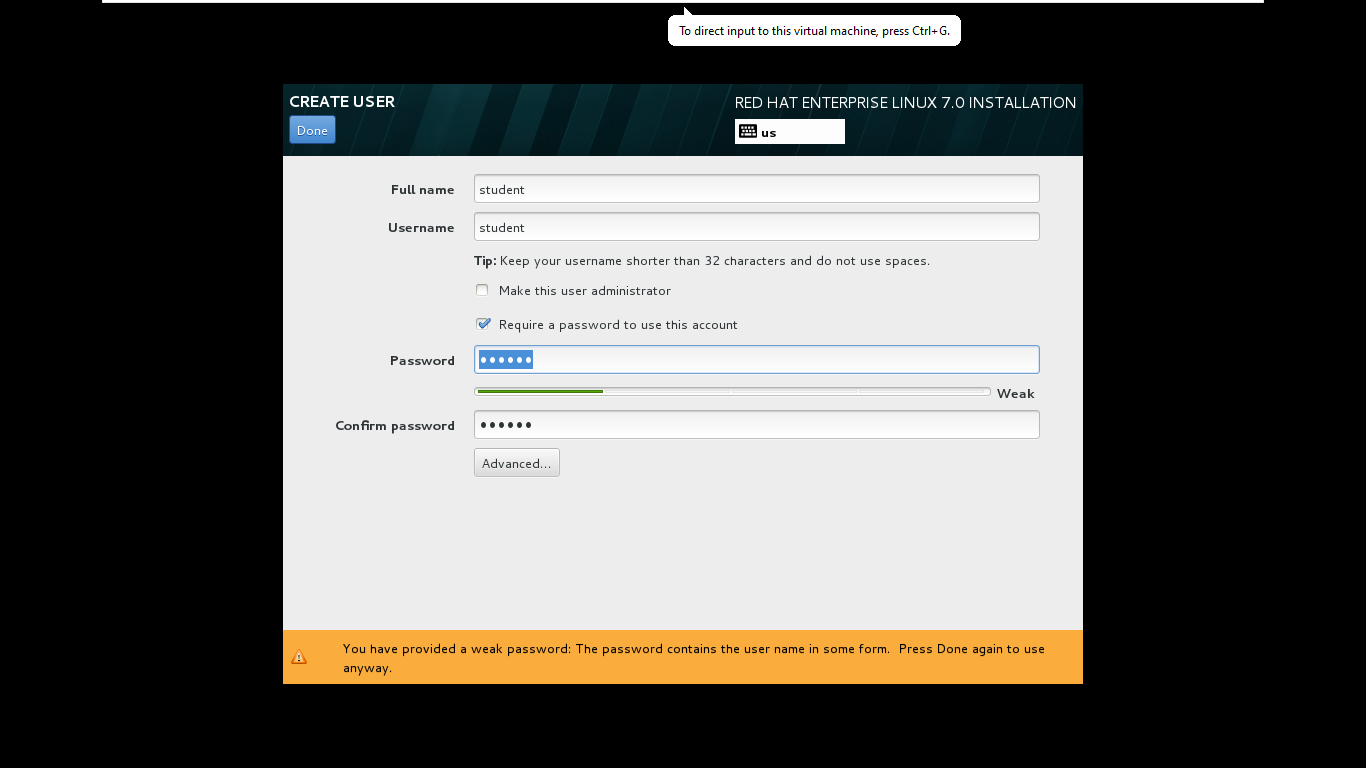 To direct input to this virtual machine, press Ctrl+G.
CREATE USER
RED HAT ENTERPRISE LINUX 7.0 INSTALLATION
Done
us
Full name
student
Username
student
Tip: Keep your username shorter than 32 characters and do not use spaces.
Make this user administrator
Require a password to use this account
Password
●●●●●●
Weak
Confirm password
●●●●●●
Advanced...
You have provided a weak password: The password contains the user name in some form.  Press Done again to use
anyway.